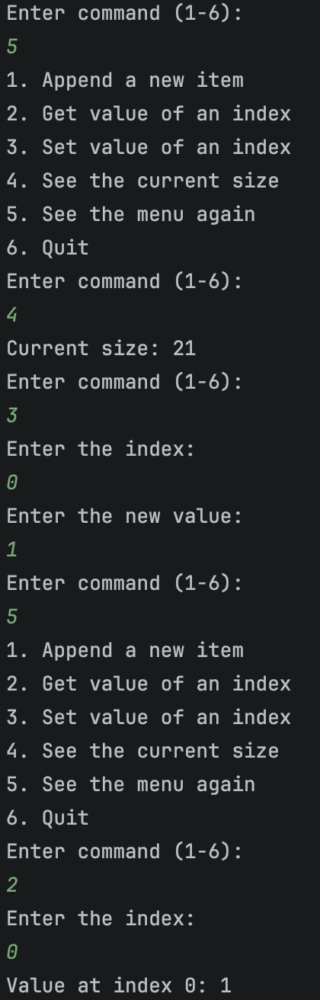 Enter command (1-6):
5
1. Append a new item
2. Get value of an index
3. Set value of an index
4. See the current size
5. See the menu again
6. Quit
Enter command (1-6):
4
Current size: 21
Enter command (1-6):
3
Enter the index:
0
Enter the new value:
1
Enter command (1-6):
5
1. Append a new item
2. Get value of an index
3. Set value of an index
4. See the current size
5. See the menu again
6. Quit
Enter command (1-6):
2
Enter the index:
0
Value at index 0: 1